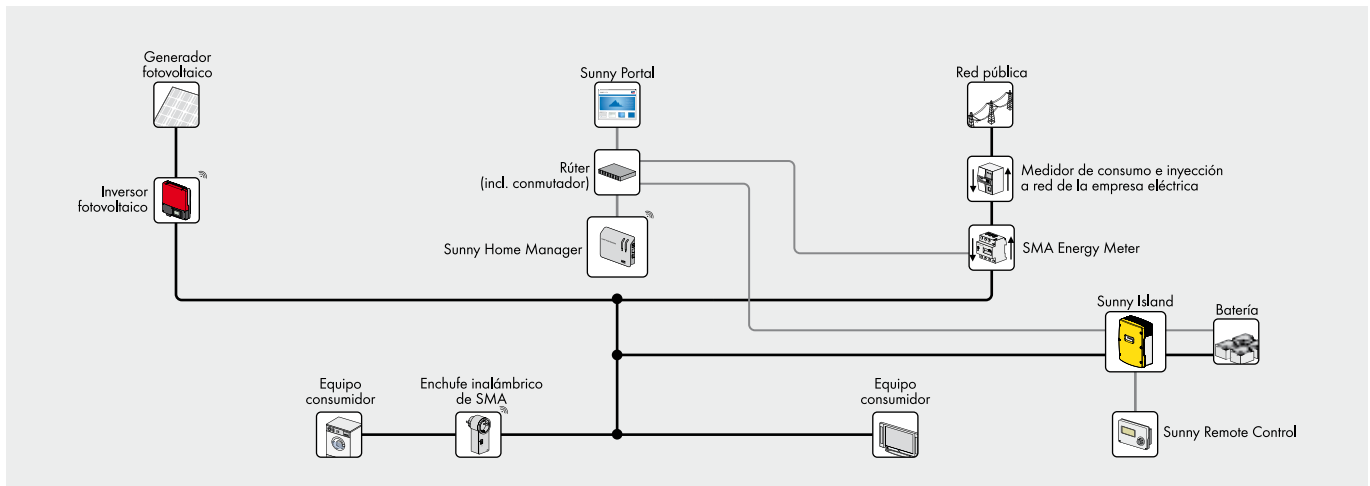 Generador
fotovoltaico
Sunny Portal
Red pública
Rúter
(incl. conmutador)
Medidor de consumo e inyección
a red de la empresa eléctrica
Inversor
fotovoltaico
Sunny Home Manager
SMA Energy Meter
Sunny Island
Batería
Equipo
consumidor
Enchufe inalámbrico
de SMA
Equipo
consumidor
Sunny Remote Control